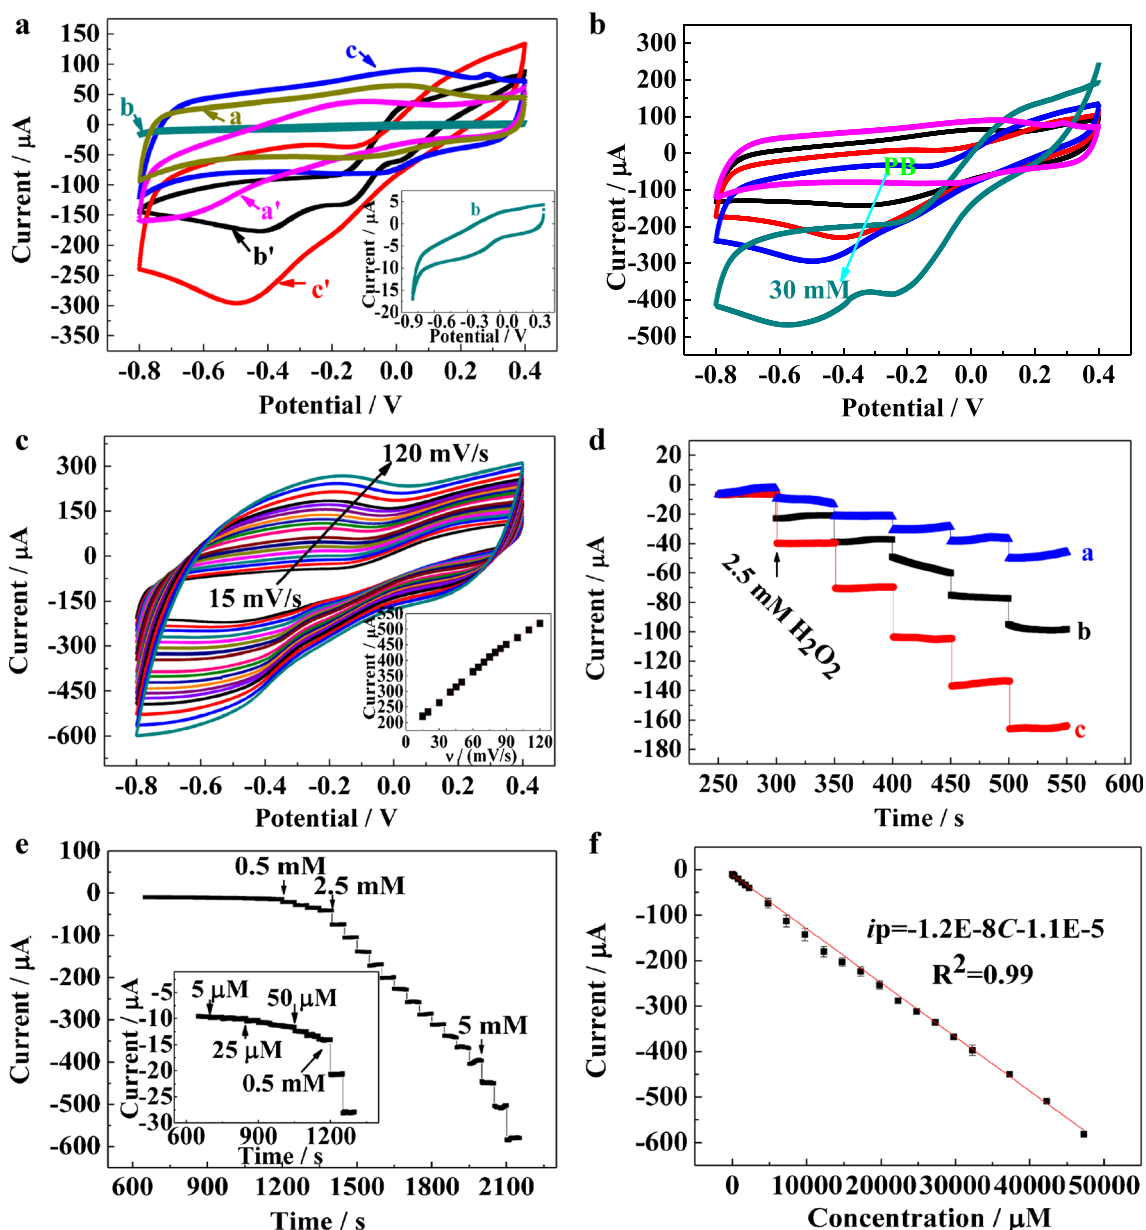 a
150
100
50
0
-50
-100
-150
-200
-250
-300
-350
Current / µA
-0.8
-0.6
-0.4
-0.2
0.0
0.2
0.4
Potential / V
c
b
a
a'
b'
c'
b
5
0
-5
-10
-15
-20
Current / µA
-0.9
-0.6
-0.3
0.0
0.3
Potential / V
b
300
200
100
0
-100
-200
-300
-400
-500
Current / µA
PB
30 mM
-0.8
-0.6
-0.4
-0.2
0.0
0.2
0.4
Potential / V
c
300
150
0
-150
-300
-450
-600
Current / µA
120 mV/s
15 mV/s
-0.8
-0.6
-0.4
-0.2
0.0
0.2
0.4
Potential / V
550
500
450
400
350
300
250
200
Current / µA
0
30
60
90
120
ν / (mV/s)
d
20
0
-20
-40
-60
-80
-100
-120
-140
-160
-180
Current / µA
2.5 mM H2O2
a
b
c
250
300
350
400
450
500
550
600
Time / s
e
100
0
-100
-200
-300
-400
-500
-600
Current / µA
0.5 mM
2.5 mM
5 mM
600
900
1200
1500
1800
2100
Time / s
-5
-10
-15
-20
-25
-30
Current / µA
5 µM
50 µM
25 µM
0.5 mM
600
900
1200
1500
Time / s
f
0
-100
-200
-300
-400
-500
-600
Current / µA
ip=-1.2E-8C-1.1E-5
R2=0.99
0
10000
20000
30000
40000
50000
Concentration / µM